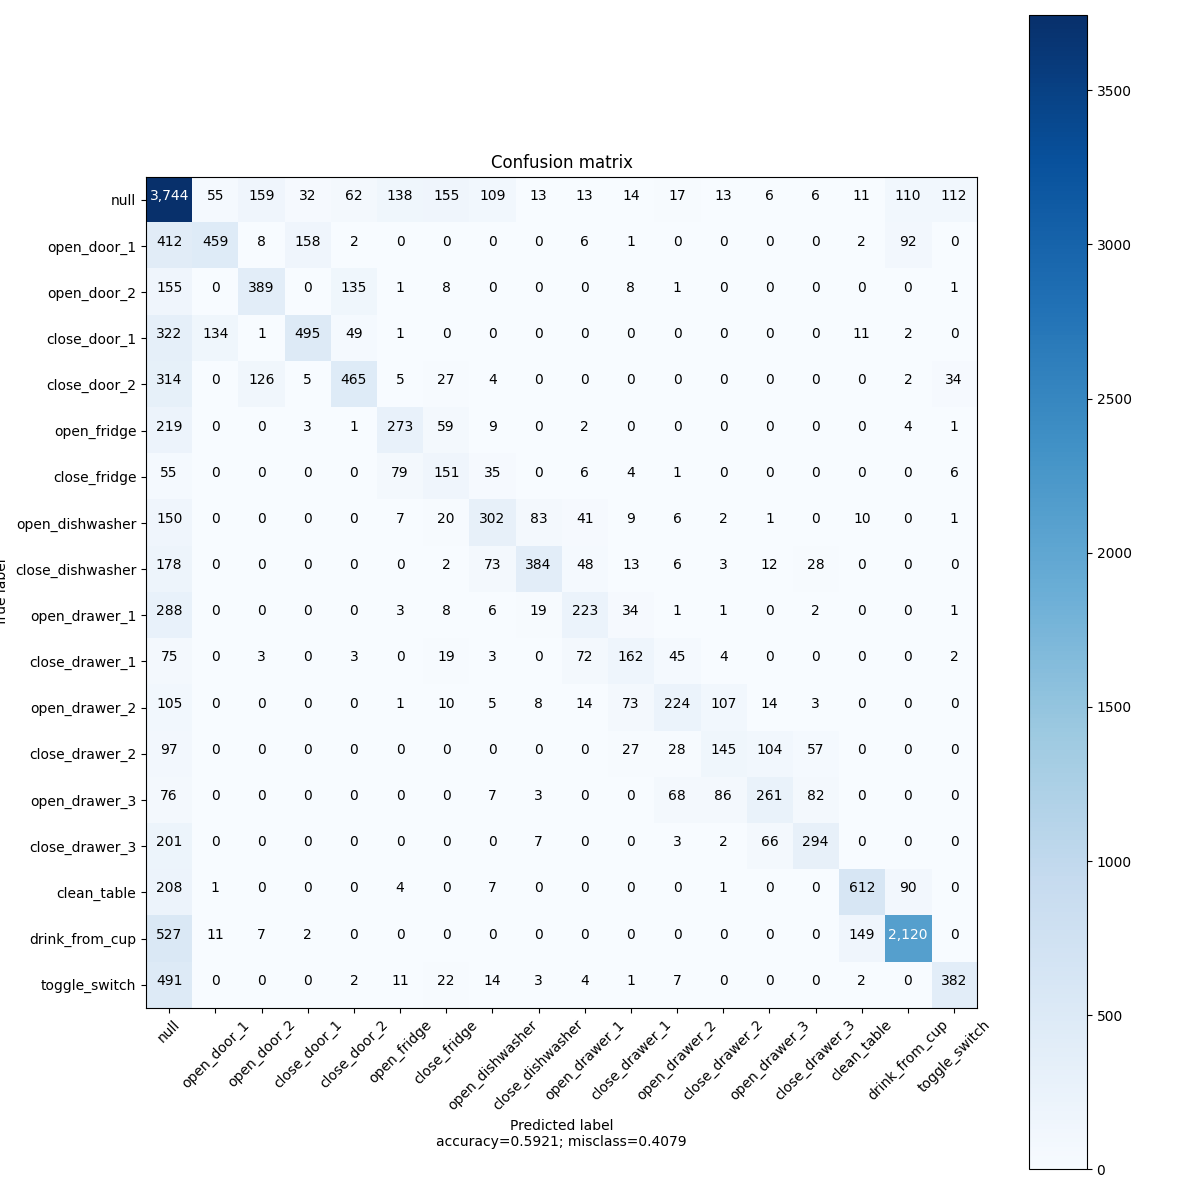 Confusion matrix
null 3,744 55 159 32 62 138 155 109 13 13 14 17 13 6 6 11 110 112
open_door_1 412 459 8 158 2 0 0 0 0 6 1 0 0 0 0 2 92 0
open_door_2 155 0 389 0 135 1 8 0 0 0 8 1 0 0 0 0 0 1
close_door_1 322 134 1 495 49 1 0 0 0 0 0 0 0 0 0 11 2 0
close_door_2 314 0 126 5 465 5 27 4 0 0 0 0 0 0 0 0 2 34
open_fridge 219 0 0 3 1 273 59 9 0 2 0 0 0 0 0 0 4 1
close_fridge 55 0 0 0 0 79 151 35 0 6 4 1 0 0 0 0 0 6
open_dishwasher 150 0 0 0 0 7 20 302 83 41 9 6 2 1 0 10 0 1
close_dishwasher 178 0 0 0 0 0 2 73 384 48 13 6 3 12 28 0 0 0
open_drawer_1 288 0 0 0 0 3 8 6 19 223 34 1 1 0 2 0 0 1
close_drawer_1 75 0 3 0 3 0 19 3 0 72 162 45 4 0 0 0 0 2
open_drawer_2 105 0 0 0 0 1 10 5 8 14 73 224 107 14 3 0 0 0
close_drawer_2 97 0 0 0 0 0 0 0 0 0 27 28 145 104 57 0 0 0
open_drawer_3 76 0 0 0 0 0 0 7 3 0 0 68 86 261 82 0 0 0
close_drawer_3 201 0 0 0 0 0 0 0 7 0 0 3 2 66 294 0 0 0
clean_table 208 1 0 0 0 4 0 7 0 0 0 0 1 0 0 612 90 0
drink_from_cup 527 11 7 2 0 0 0 0 0 0 0 0 0 0 0 149 2,120 0
toggle_switch 491 0 0 0 2 11 22 14 3 4 1 7 0 0 0 2 0 382
null open_door_1 open_door_2 close_door_1 close_door_2 open_fridge close_fridge open_dishwasher close_dishwasher open_drawer_1 close_drawer_1 open_drawer_2 close_drawer_2 open_drawer_3 close_drawer_3 clean_table drink_from_cup toggle_switch
Predicted label
accuracy=0.5921; misclass=0.4079
3500
3000
2500
2000
1500
1000
500
0